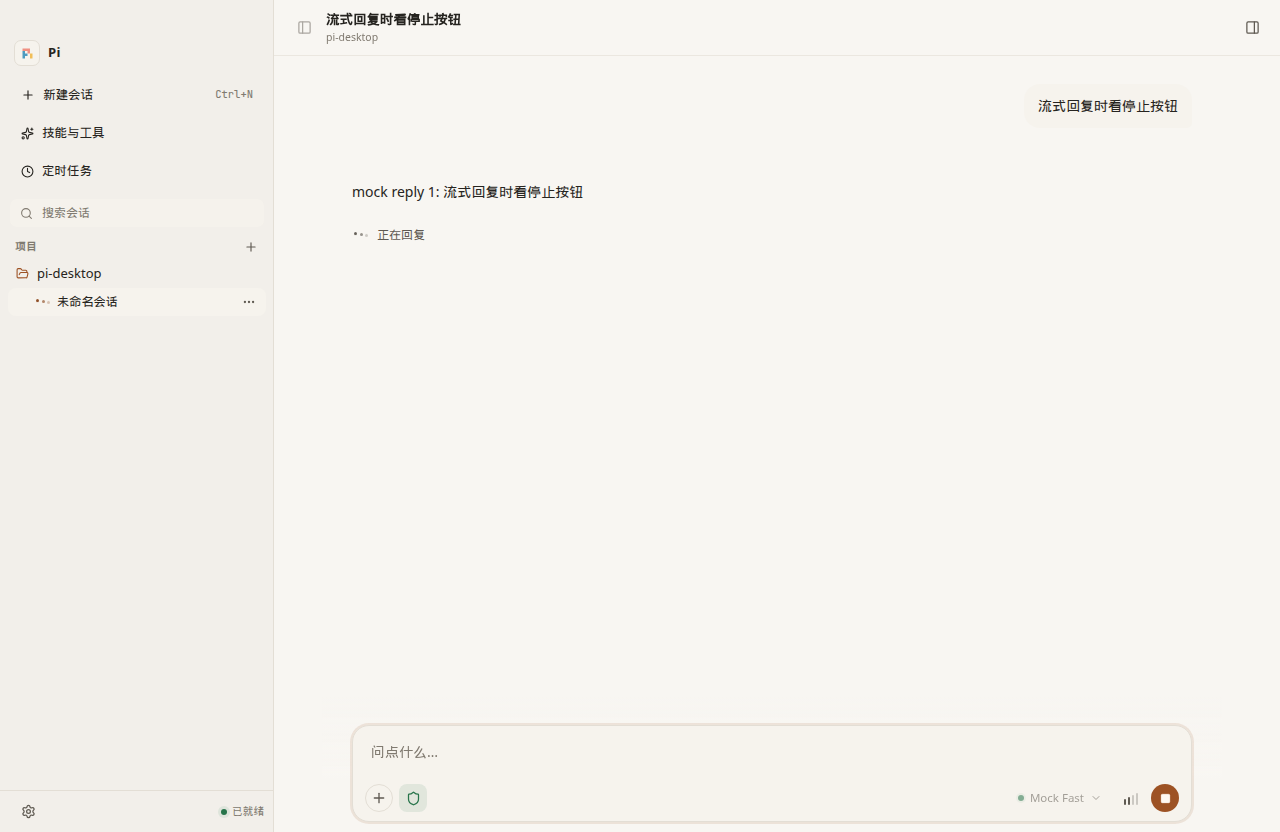 Pi
新建会话 Ctrl+N
技能与工具
定时任务
搜索会话
项目
pi-desktop
未命名会话
已就绪
流式回复时看停止按钮
pi-desktop
流式回复时看停止按钮
mock reply 1: 流式回复时看停止按钮
正在回复
问点什么...
Mock Fast